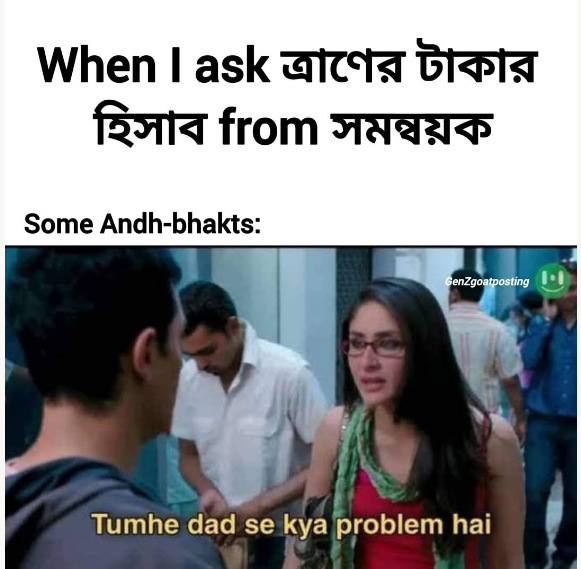 When I ask ত্রাণের টাকার
হিসাব from সমন্বয়ক
Some Andh-bhakts:
GenZgoatposting
Tumhe dad se kya problem hai